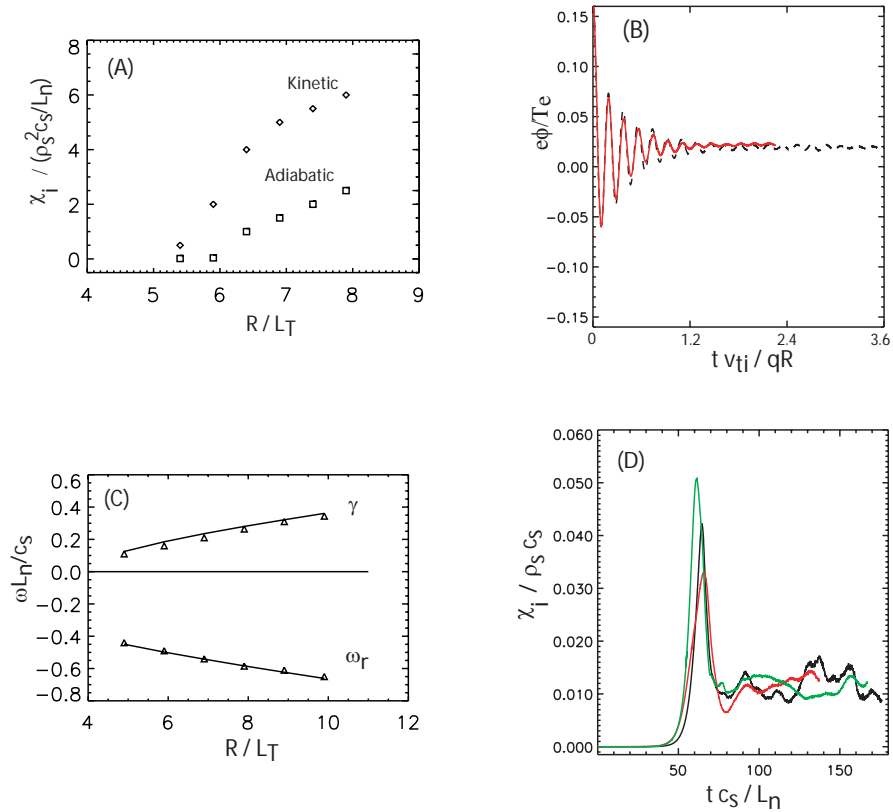 (A)
χi / (ρs²cs/Ln)
8
6
4
2
0
Kinetic
Adiabatic
4 5 6 7 8 9
R / LT
(B)
eϕ/Te
0.15
0.10
0.05
0.00
−0.05
−0.10
−0.15
0 1.2 2.4 3.6
t vti / qR
(C)
ωLn/cs
0.6
0.4
0.2
0.0
−0.2
−0.4
−0.6
−0.8
γ
ωr
4 6 8 10 12
R / LT
(D)
χi / ρs cs
0.060
0.050
0.040
0.030
0.020
0.010
0.000
50 100 150
t cs / Ln